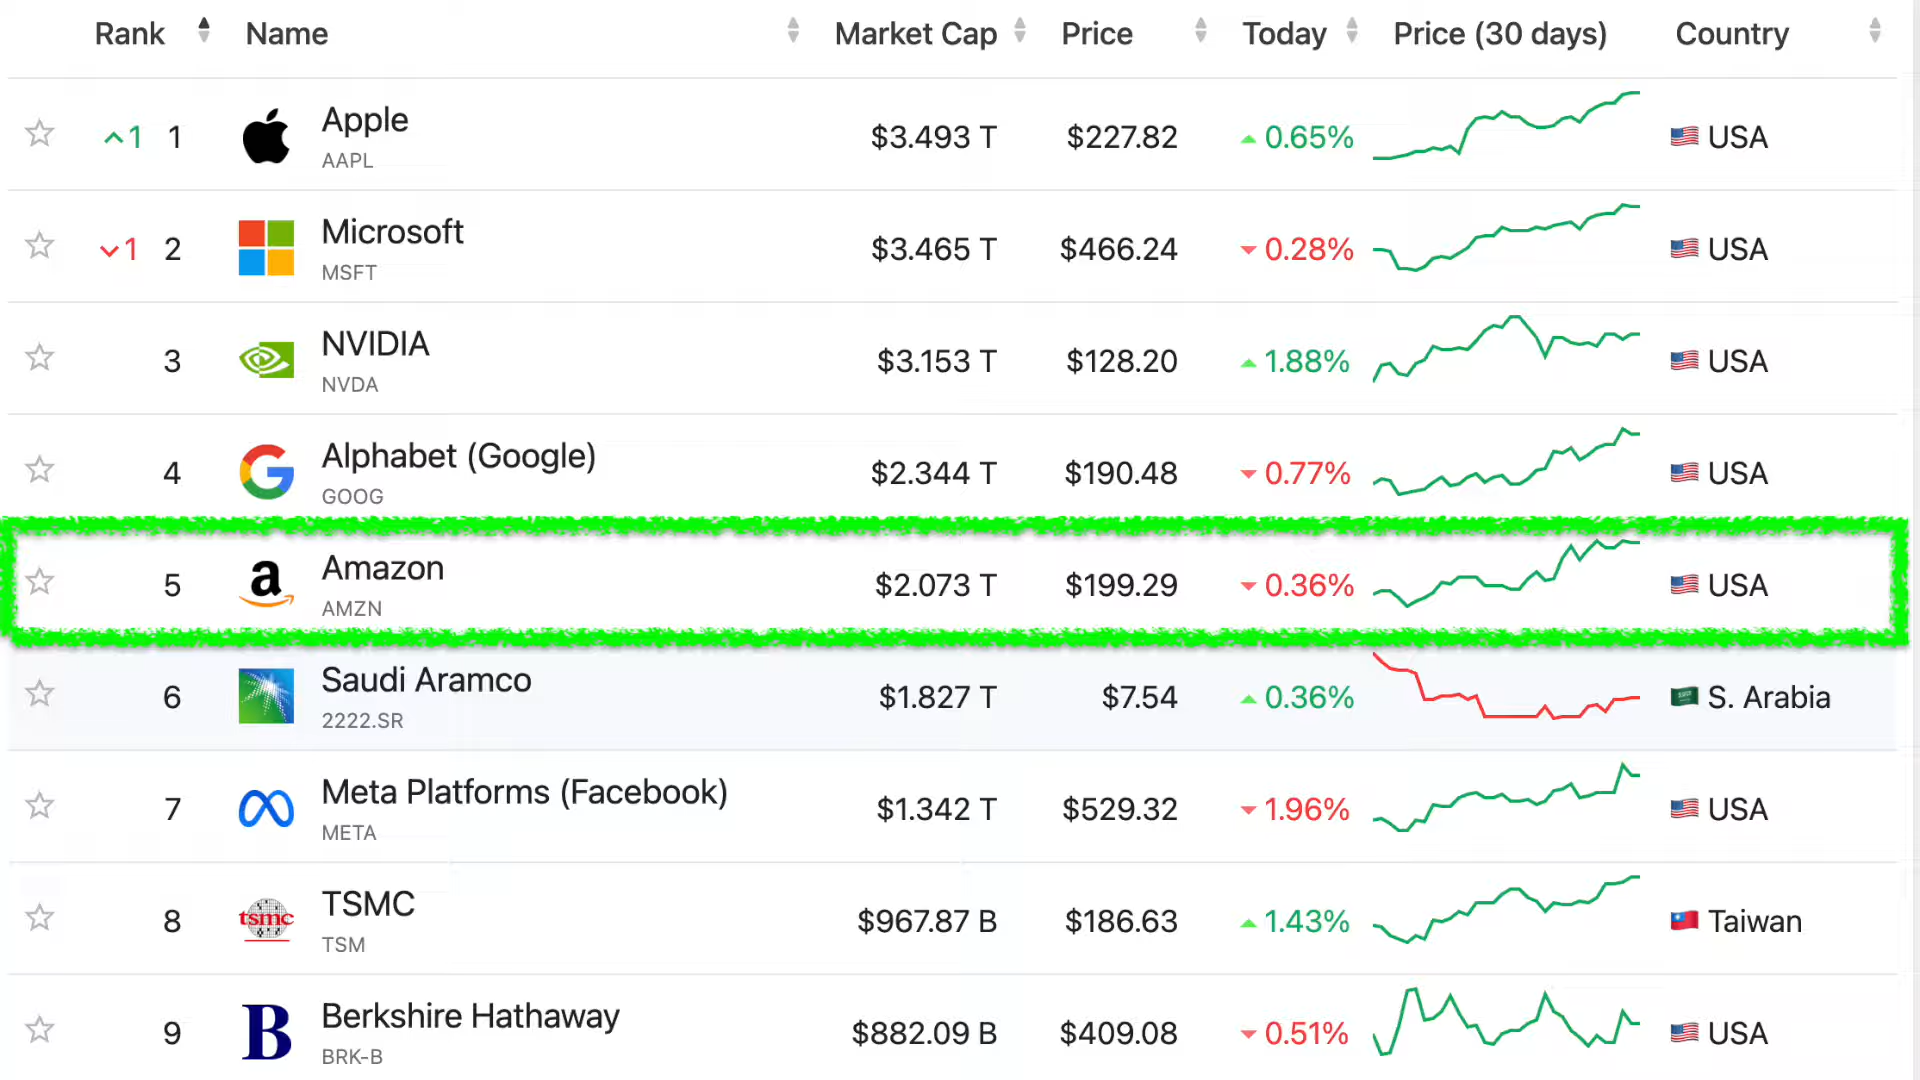 Rank Name Market Cap Price Today Price (30 days) Country
1 1 Apple $3.493 T $227.82 0.65% USA
AAPL
1 2 Microsoft $3.465 T $466.24 0.28% USA
MSFT
3 NVIDIA $3.153 T $128.20 1.88% USA
NVDA
4 Alphabet (Google) $2.344 T $190.48 0.77% USA
GOOG
5 a Amazon $2.073 T $199.29 0.36% USA
AMZN
6 Saudi Aramco $1.827 T $7.54 0.36% S. Arabia
2222.SR
7 Meta Platforms (Facebook) $1.342 T $529.32 1.96% USA
META
8 tsmc TSMC $967.87 B $186.63 1.43% Taiwan
TSM
9 B Berkshire Hathaway $882.09 B $409.08 0.51% USA
BRK-B